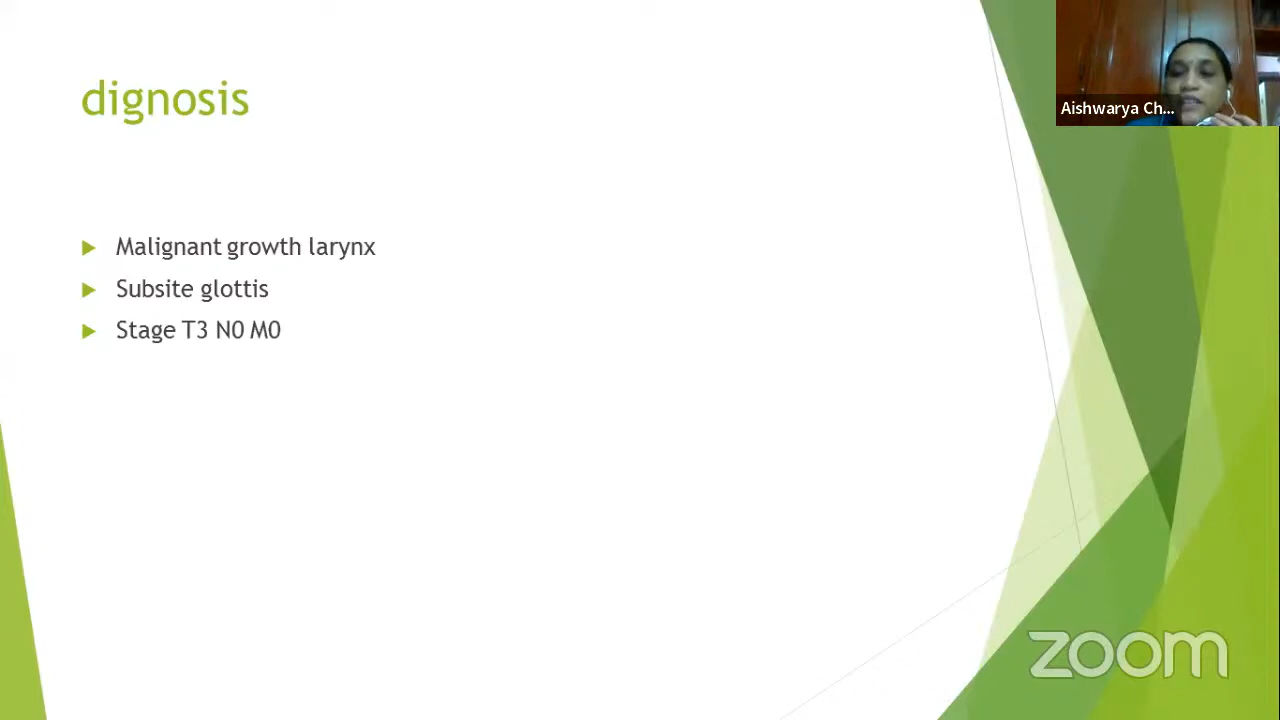 dignosis
Aishwarya Ch...
Malignant growth larynx
Subsite glottis
Stage T3 N0 M0
zoom